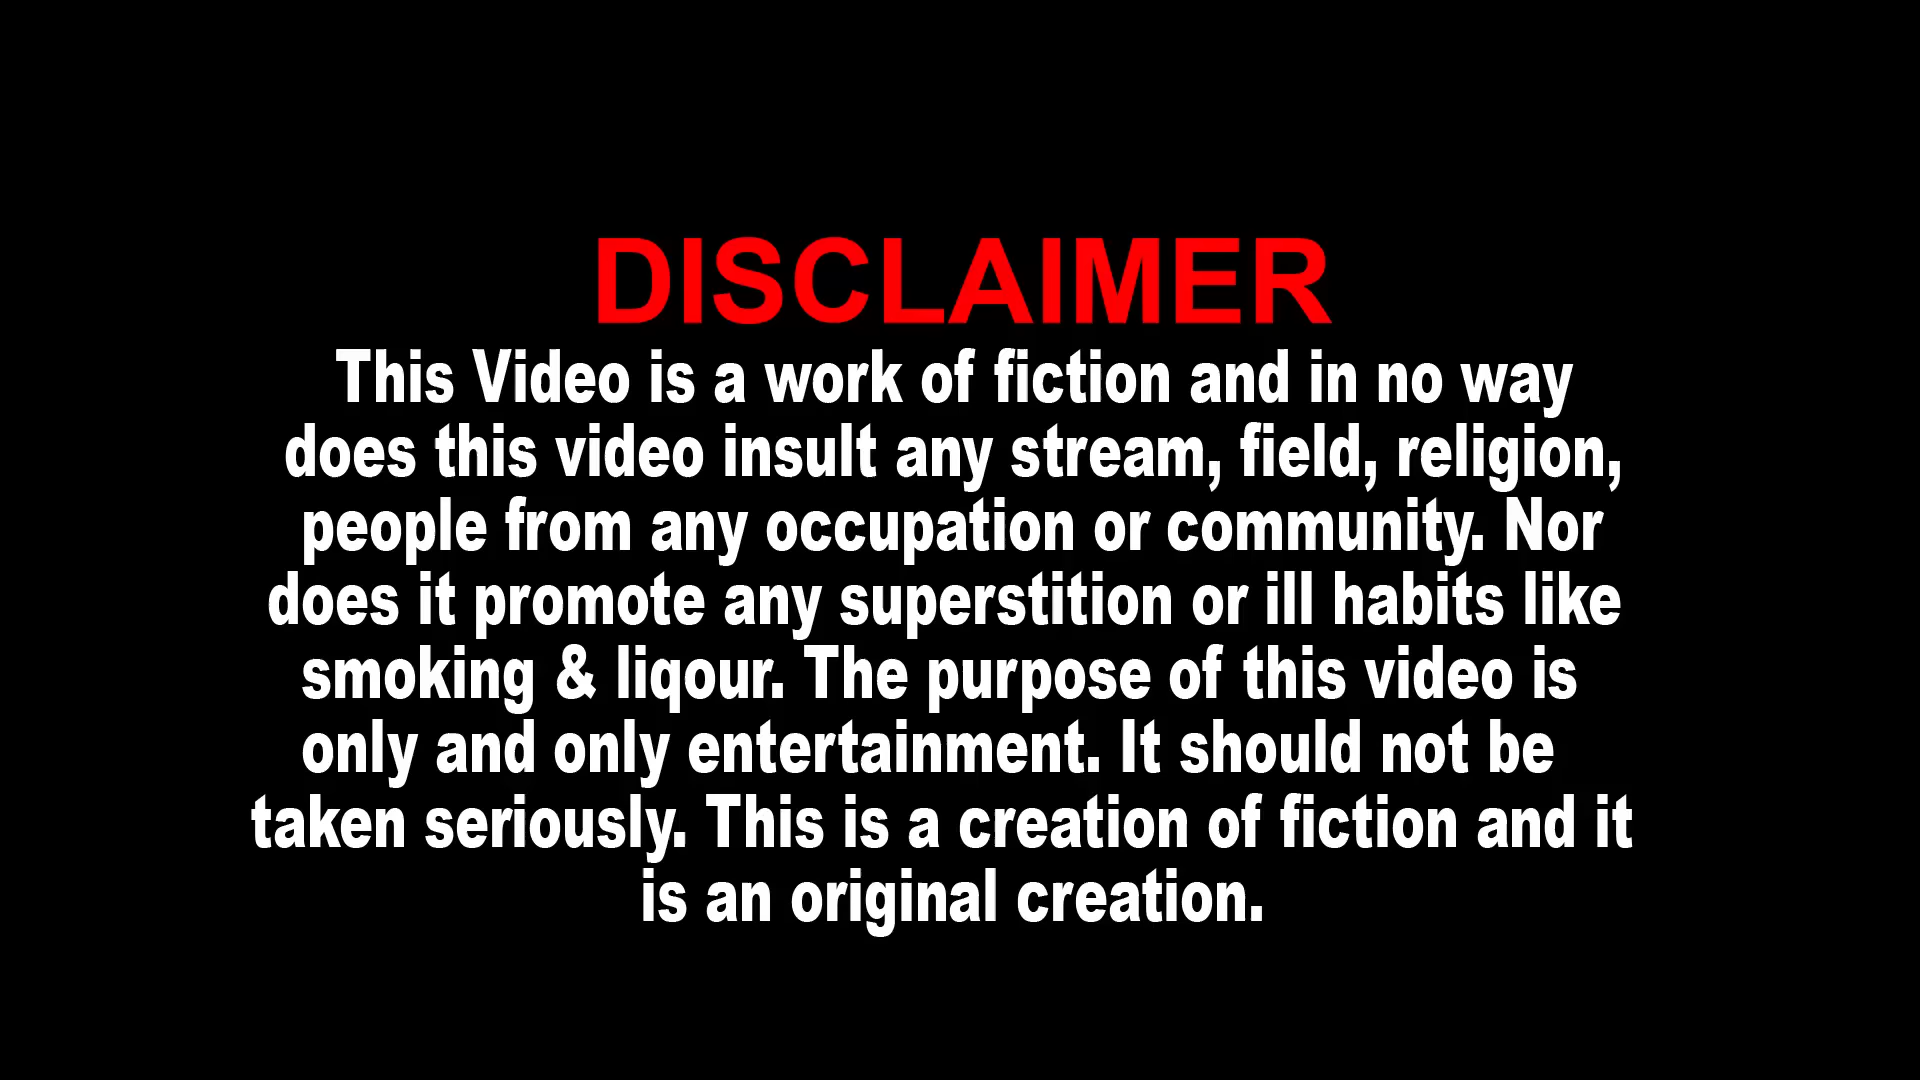 DISCLAIMER
This Video is a work of fiction and in no way
does this video insult any stream, field, religion,
people from any occupation or community. Nor
does it promote any superstition or ill habits like
smoking & liqour. The purpose of this video is
only and only entertainment. It should not be
taken seriously. This is a creation of fiction and it
is an original creation.